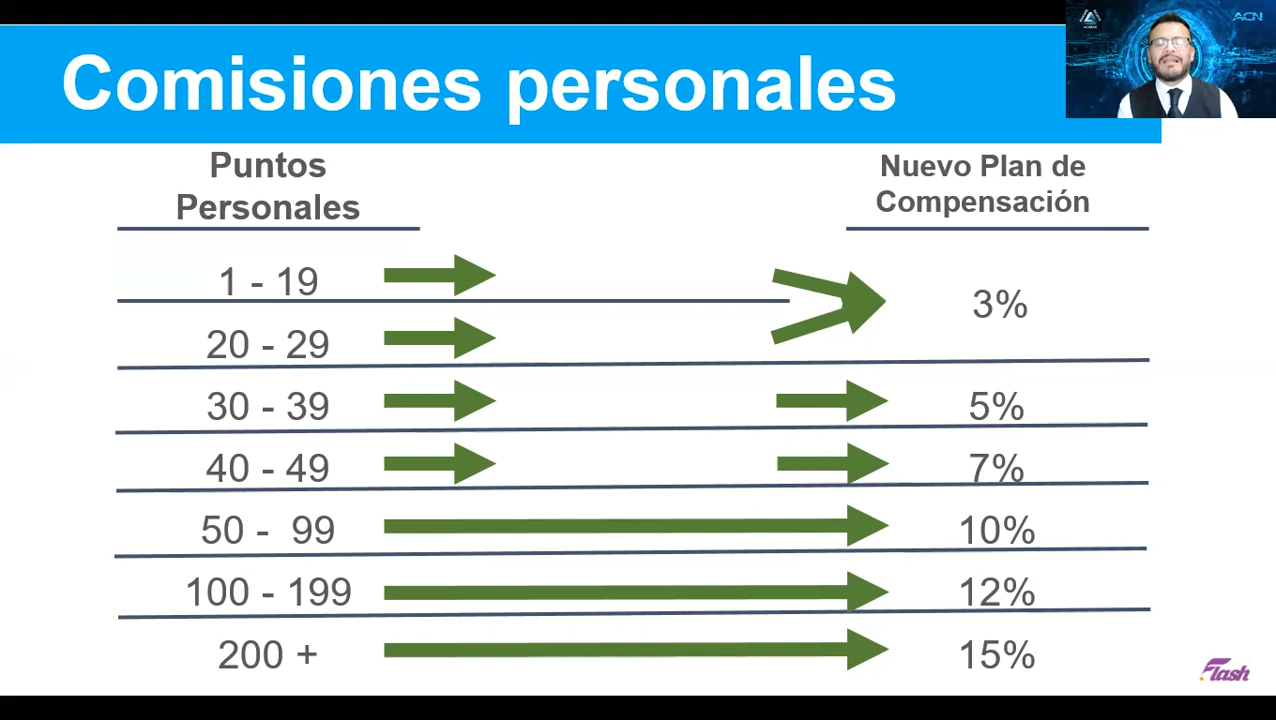 Comisiones personales
ACN
Puntos
Personales
Nuevo Plan de
Compensación
1 - 19
20 - 29
3%
30 - 39
5%
40 - 49
7%
50 - 99
10%
100 - 199
12%
200 +
15%
Flash